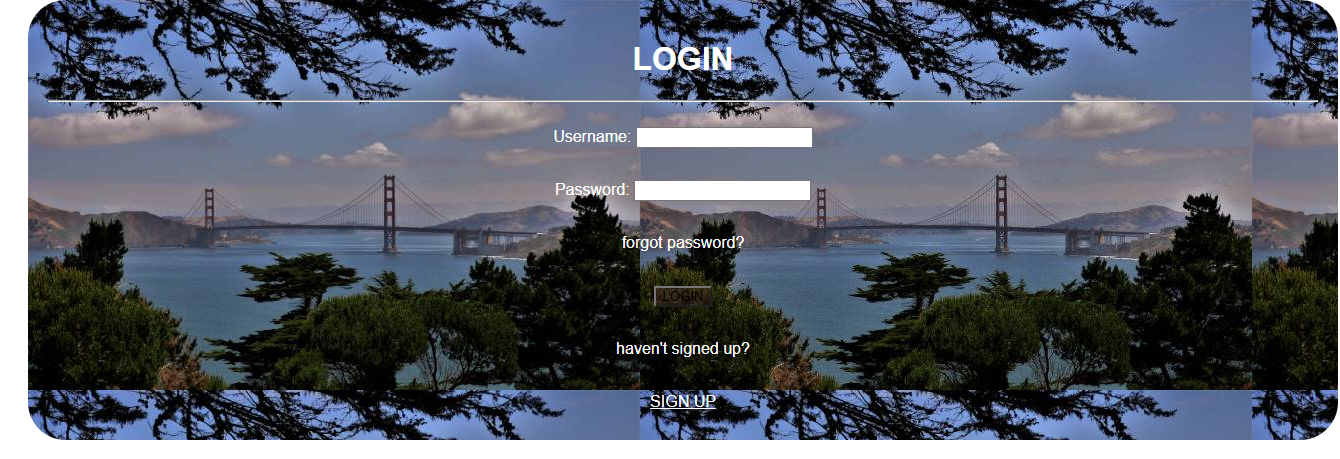 LOGIN
Username:
Password:
forgot password?
LOGIN
haven't signed up?
SIGN UP